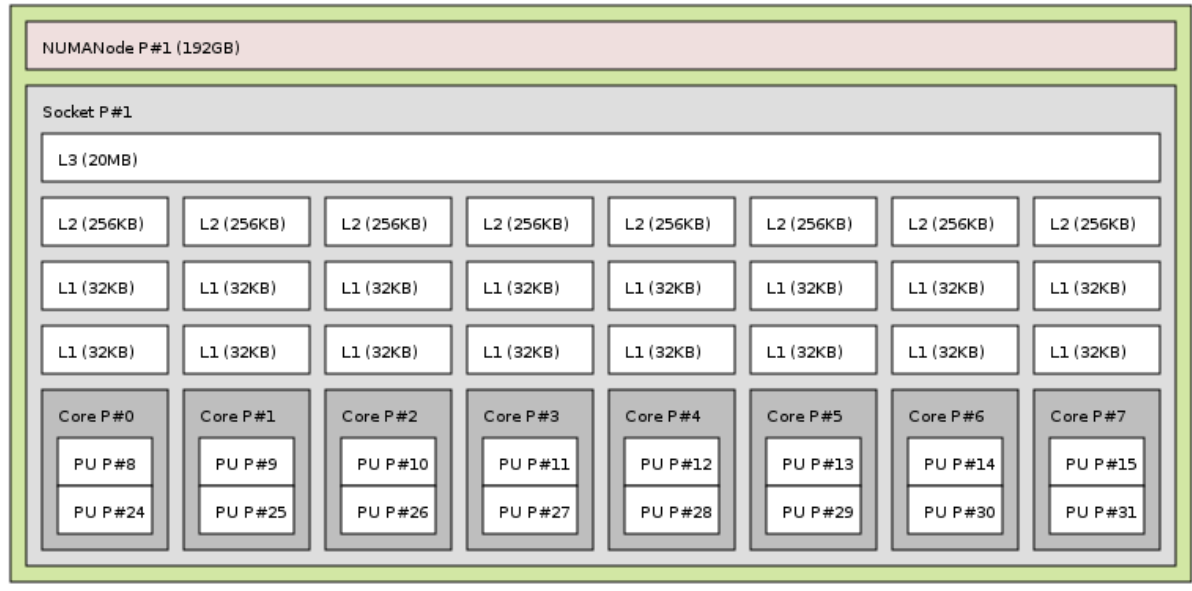 NUMANode P#1 (192GB)
Socket P#1
L3 (20MB)
L2 (256KB) L2 (256KB) L2 (256KB) L2 (256KB) L2 (256KB) L2 (256KB) L2 (256KB) L2 (256KB)
L1 (32KB) L1 (32KB) L1 (32KB) L1 (32KB) L1 (32KB) L1 (32KB) L1 (32KB) L1 (32KB)
L1 (32KB) L1 (32KB) L1 (32KB) L1 (32KB) L1 (32KB) L1 (32KB) L1 (32KB) L1 (32KB)
Core P#0 Core P#1 Core P#2 Core P#3 Core P#4 Core P#5 Core P#6 Core P#7
PU P#8 PU P#9 PU P#10 PU P#11 PU P#12 PU P#13 PU P#14 PU P#15
PU P#24 PU P#25 PU P#26 PU P#27 PU P#28 PU P#29 PU P#30 PU P#31